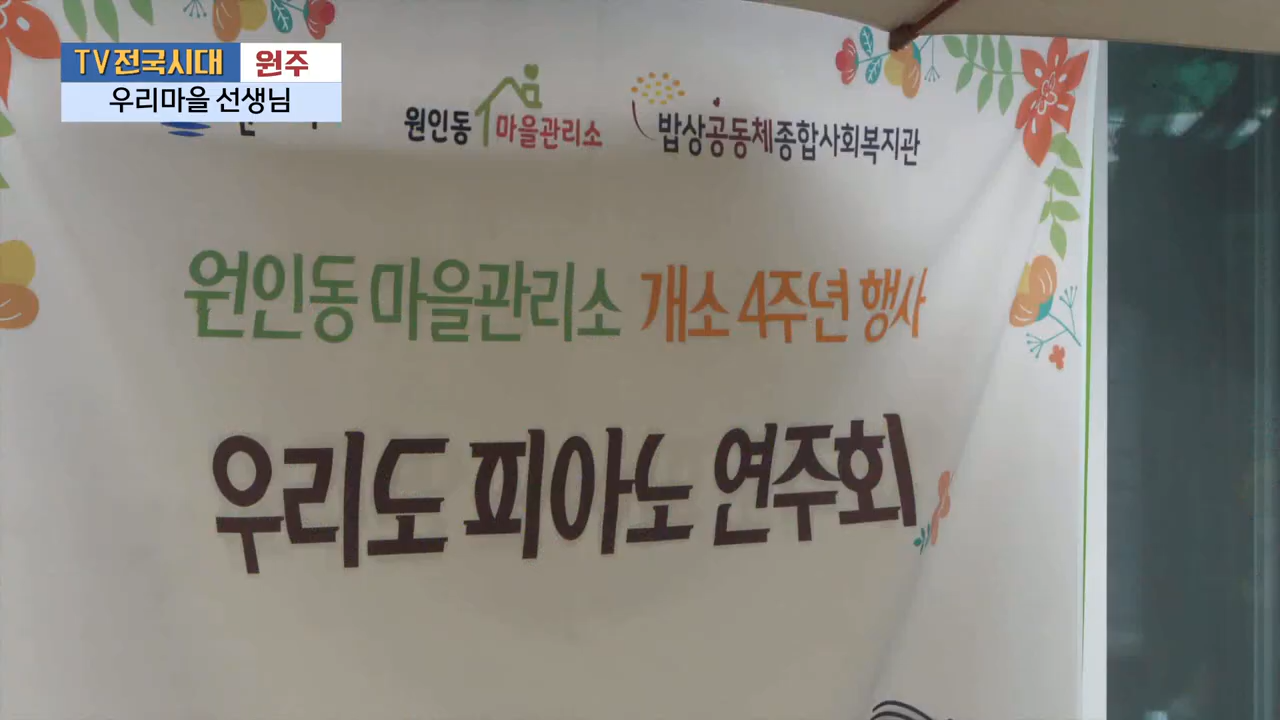 TV전국시대 원주
우리마을 선생님
원인동 마을관리소 밥상공동체종합사회복지관
원인동 마을관리소 개소 4주년 행사
우리도 피아노 연주회